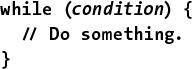 while (condition) {
// Do something.
}